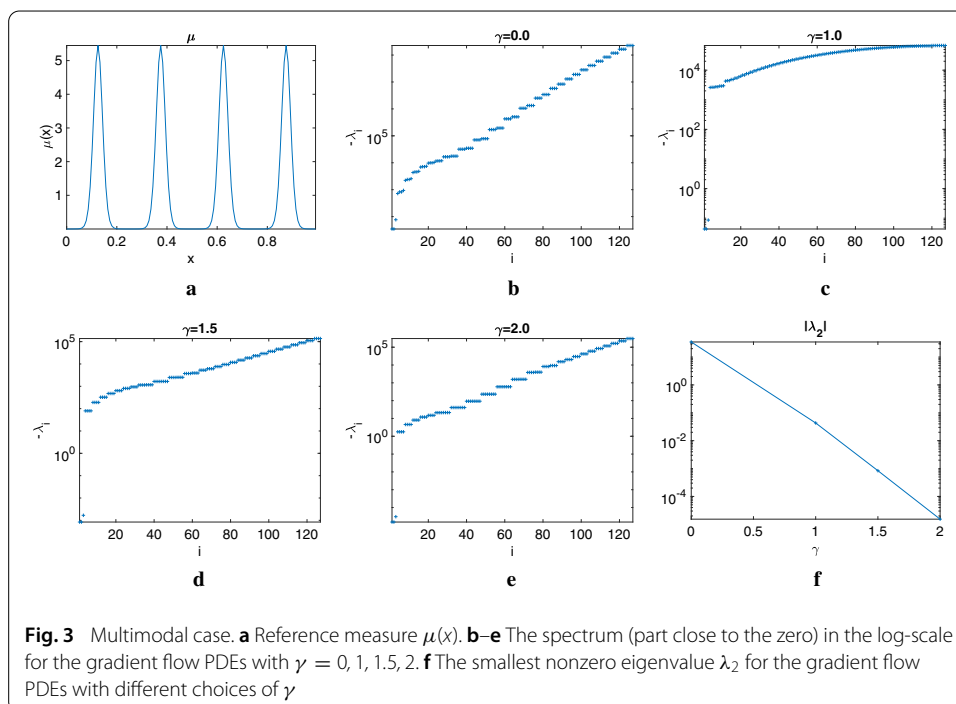 μ
μ(x)
5
4
3
2
1
0 0.2 0.4 0.6 0.8
x
a
γ=0.0
-λi
10^5
20 40 60 80 100 120
i
b
γ=1.0
-λi
10^4
10^2
10^0
20 40 60 80 100 120
i
c
γ=1.5
-λi
10^5
10^0
20 40 60 80 100 120
i
d
γ=2.0
-λi
10^5
10^0
20 40 60 80 100 120
i
e
|λ2|
10^0
10^-2
10^-4
0 0.5 1 1.5 2
γ
f
Fig. 3 Multimodal case. a Reference measure μ(x). b–e The spectrum (part close to the zero) in the log-scale
for the gradient flow PDEs with γ = 0, 1, 1.5, 2. f The smallest nonzero eigenvalue λ2 for the gradient flow
PDEs with different choices of γ